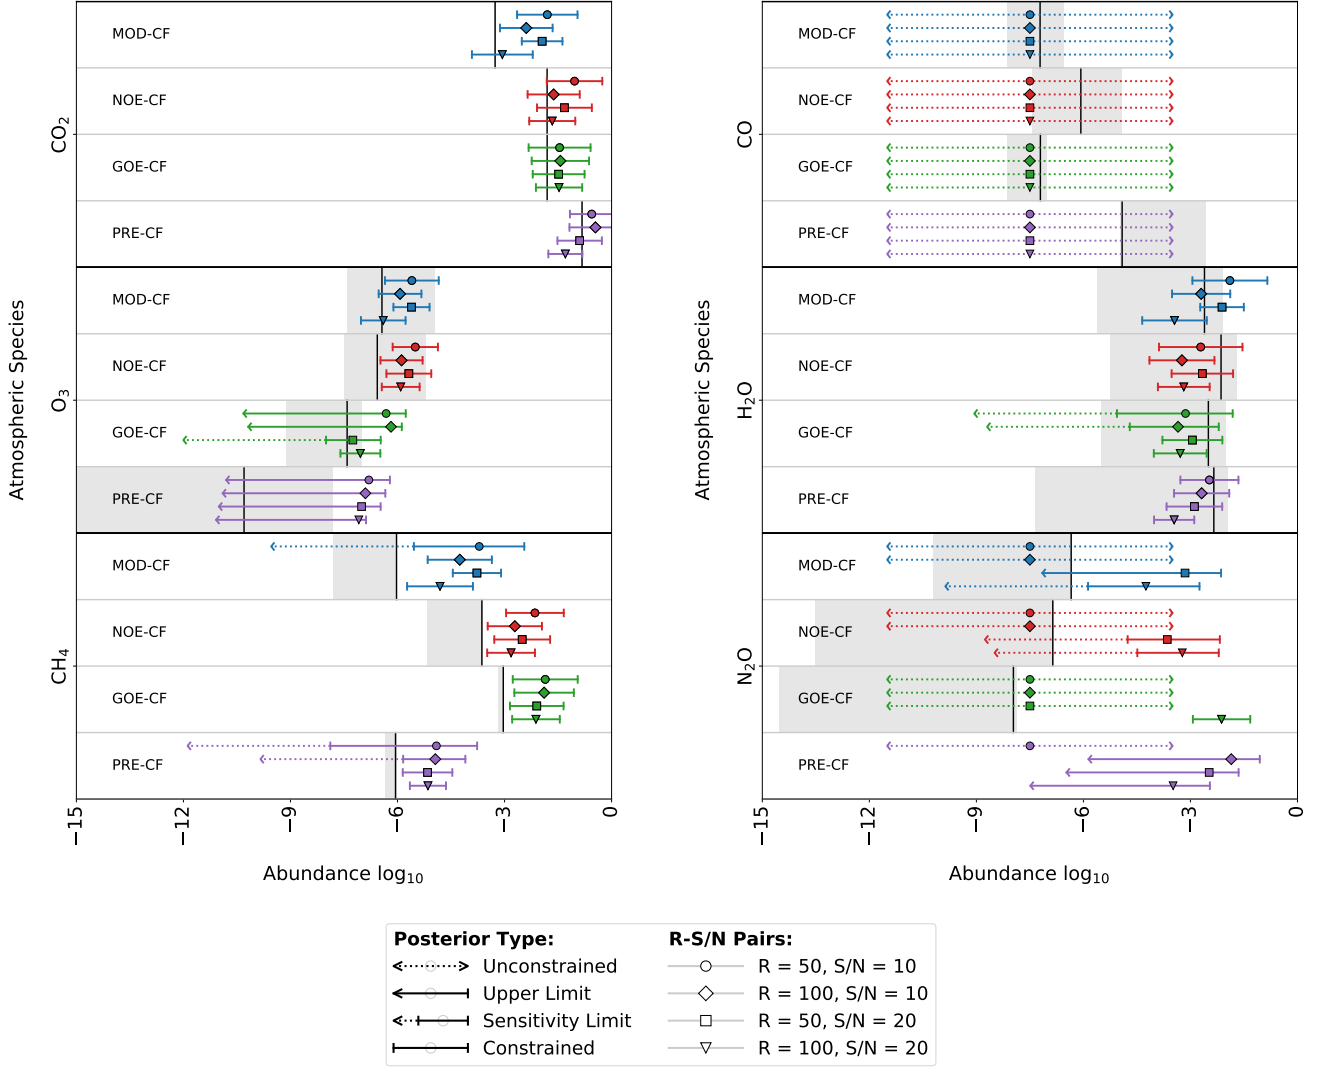 Atmospheric Species
CO2
MOD-CF
NOE-CF
GOE-CF
PRE-CF
O3
MOD-CF
NOE-CF
GOE-CF
PRE-CF
CH4
MOD-CF
NOE-CF
GOE-CF
PRE-CF
−15
−12
−9
−6
−3
0
Abundance log10
Atmospheric Species
CO
MOD-CF
NOE-CF
GOE-CF
PRE-CF
H2O
MOD-CF
NOE-CF
GOE-CF
PRE-CF
N2O
MOD-CF
NOE-CF
GOE-CF
PRE-CF
−15
−12
−9
−6
−3
0
Abundance log10
Posterior Type:
Unconstrained
Upper Limit
Sensitivity Limit
Constrained
R-S/N Pairs:
R = 50, S/N = 10
R = 100, S/N = 10
R = 50, S/N = 20
R = 100, S/N = 20